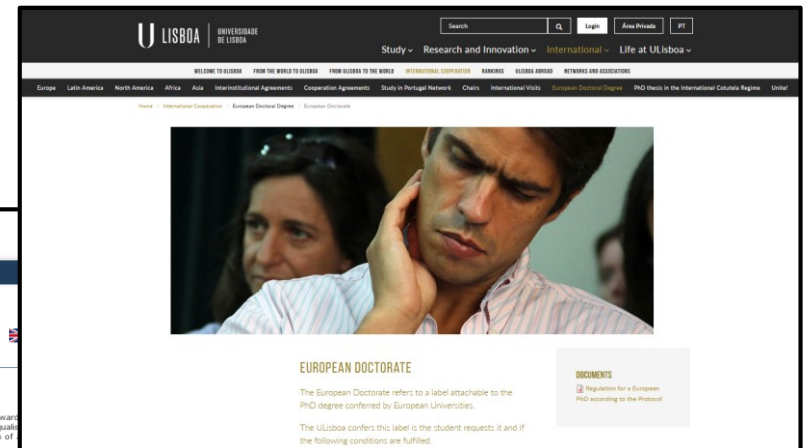 U LISBOA
UNIVERSIDADE
DE LISBOA
Search
Login
Área Privada
PT
Study
Research and Innovation
International
Life at ULisboa
WELCOME TO ULISBOA FROM THE WORLD TO ULISBOA FROM ULISBOA TO THE WORLD INTERNATIONAL COOPERATION RANKINGS ULISBOA ABROAD NETWORKS AND ASSOCIATIONS
Europe Latin America North America Africa Asia Interinstitutional Agreements Cooperation Agreements Study in Portugal Network Chairs International Visits European Doctoral Degree PhD thesis in the International Cotutela Regime Unite!
Home / International Cooperation / European Doctoral Degree / European Doctorate
EUROPEAN DOCTORATE
The European Doctorate refers to a label attachable to the
PhD degree conferred by European Universities.
The ULisboa confers this label is the student requests it and if
the following conditions are fulfilled.
DOCUMENTS
Regulation for a European
PhD according to the Protocol